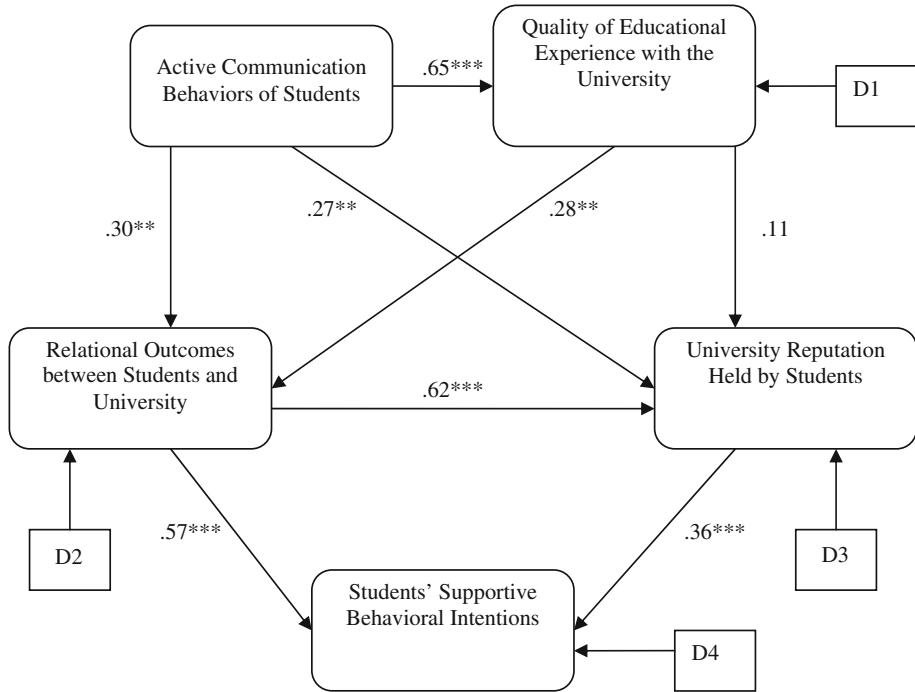 Quality of Educational
Experience with the
University
Active Communication
Behaviors of Students
.65***
D1
.30**
.27**
.28**
.11
Relational Outcomes
between Students and
University
University Reputation
Held by Students
.62***
D2
.57***
.36***
D3
Students’ Supportive
Behavioral Intentions
D4